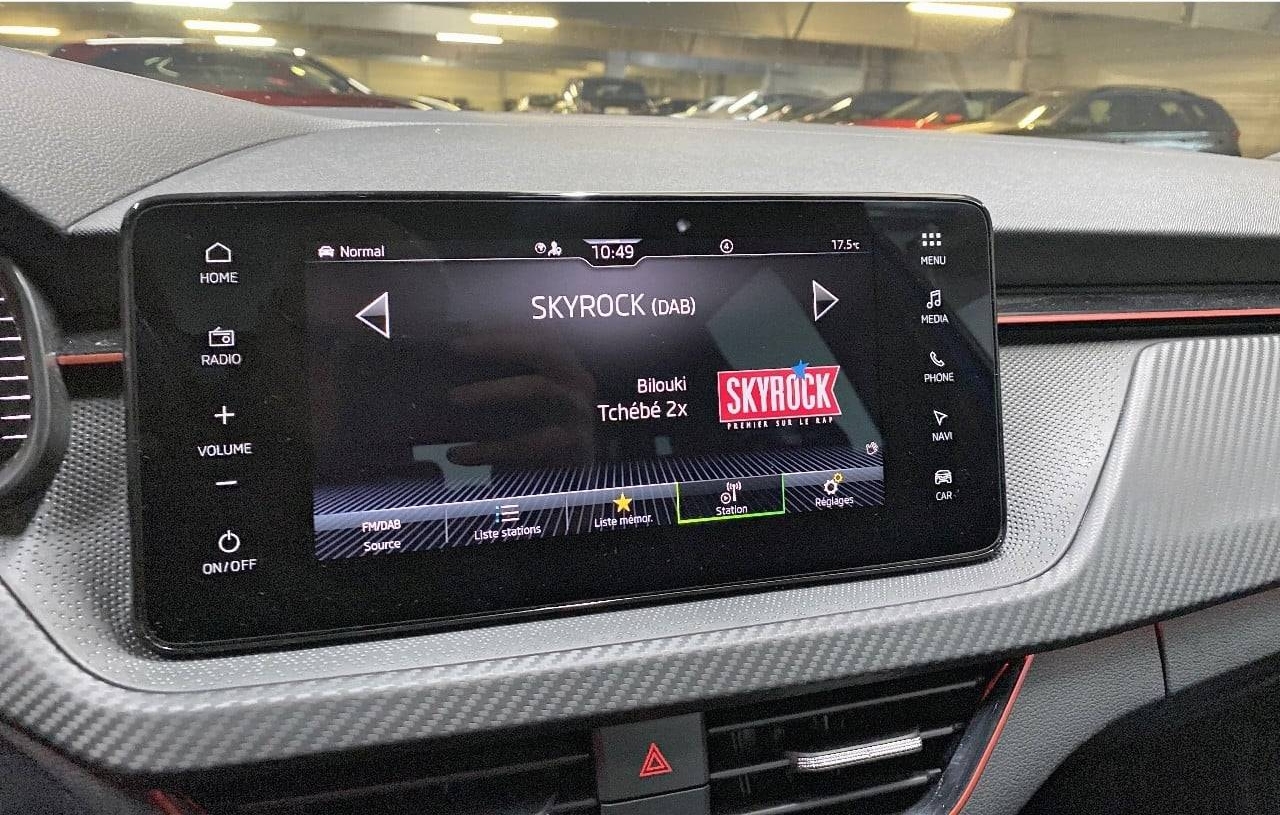 HOME
RADIO
+
VOLUME
−
ON/OFF
Normal
10:49
4
17.5°C
SKYROCK (DAB)
Bilouki
Tchébé 2x
SKYROCK
PREMIER SUR LE RAP
FM/DAB
Source
Liste stations
Liste mémor.
Station
Réglages
MENU
MEDIA
PHONE
NAVI
CAR